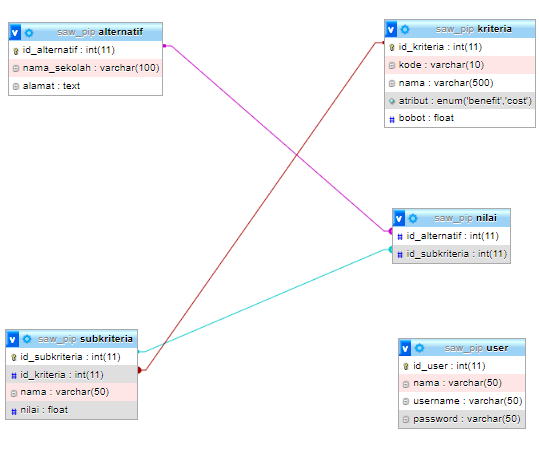 saw_pip alternatif
id_alternatif : int(11)
nama_sekolah : varchar(100)
alamat : text
saw_pip kriteria
id_kriteria : int(11)
kode : varchar(10)
nama : varchar(500)
atribut : enum('benefit','cost')
bobot : float
saw_pip nilai
id_alternatif : int(11)
id_subkriteria : int(11)
saw_pip subkriteria
id_subkriteria : int(11)
id_kriteria : int(11)
nama : varchar(50)
nilai : float
saw_pip user
id_user : int(11)
nama : varchar(50)
username : varchar(50)
password : varchar(50)